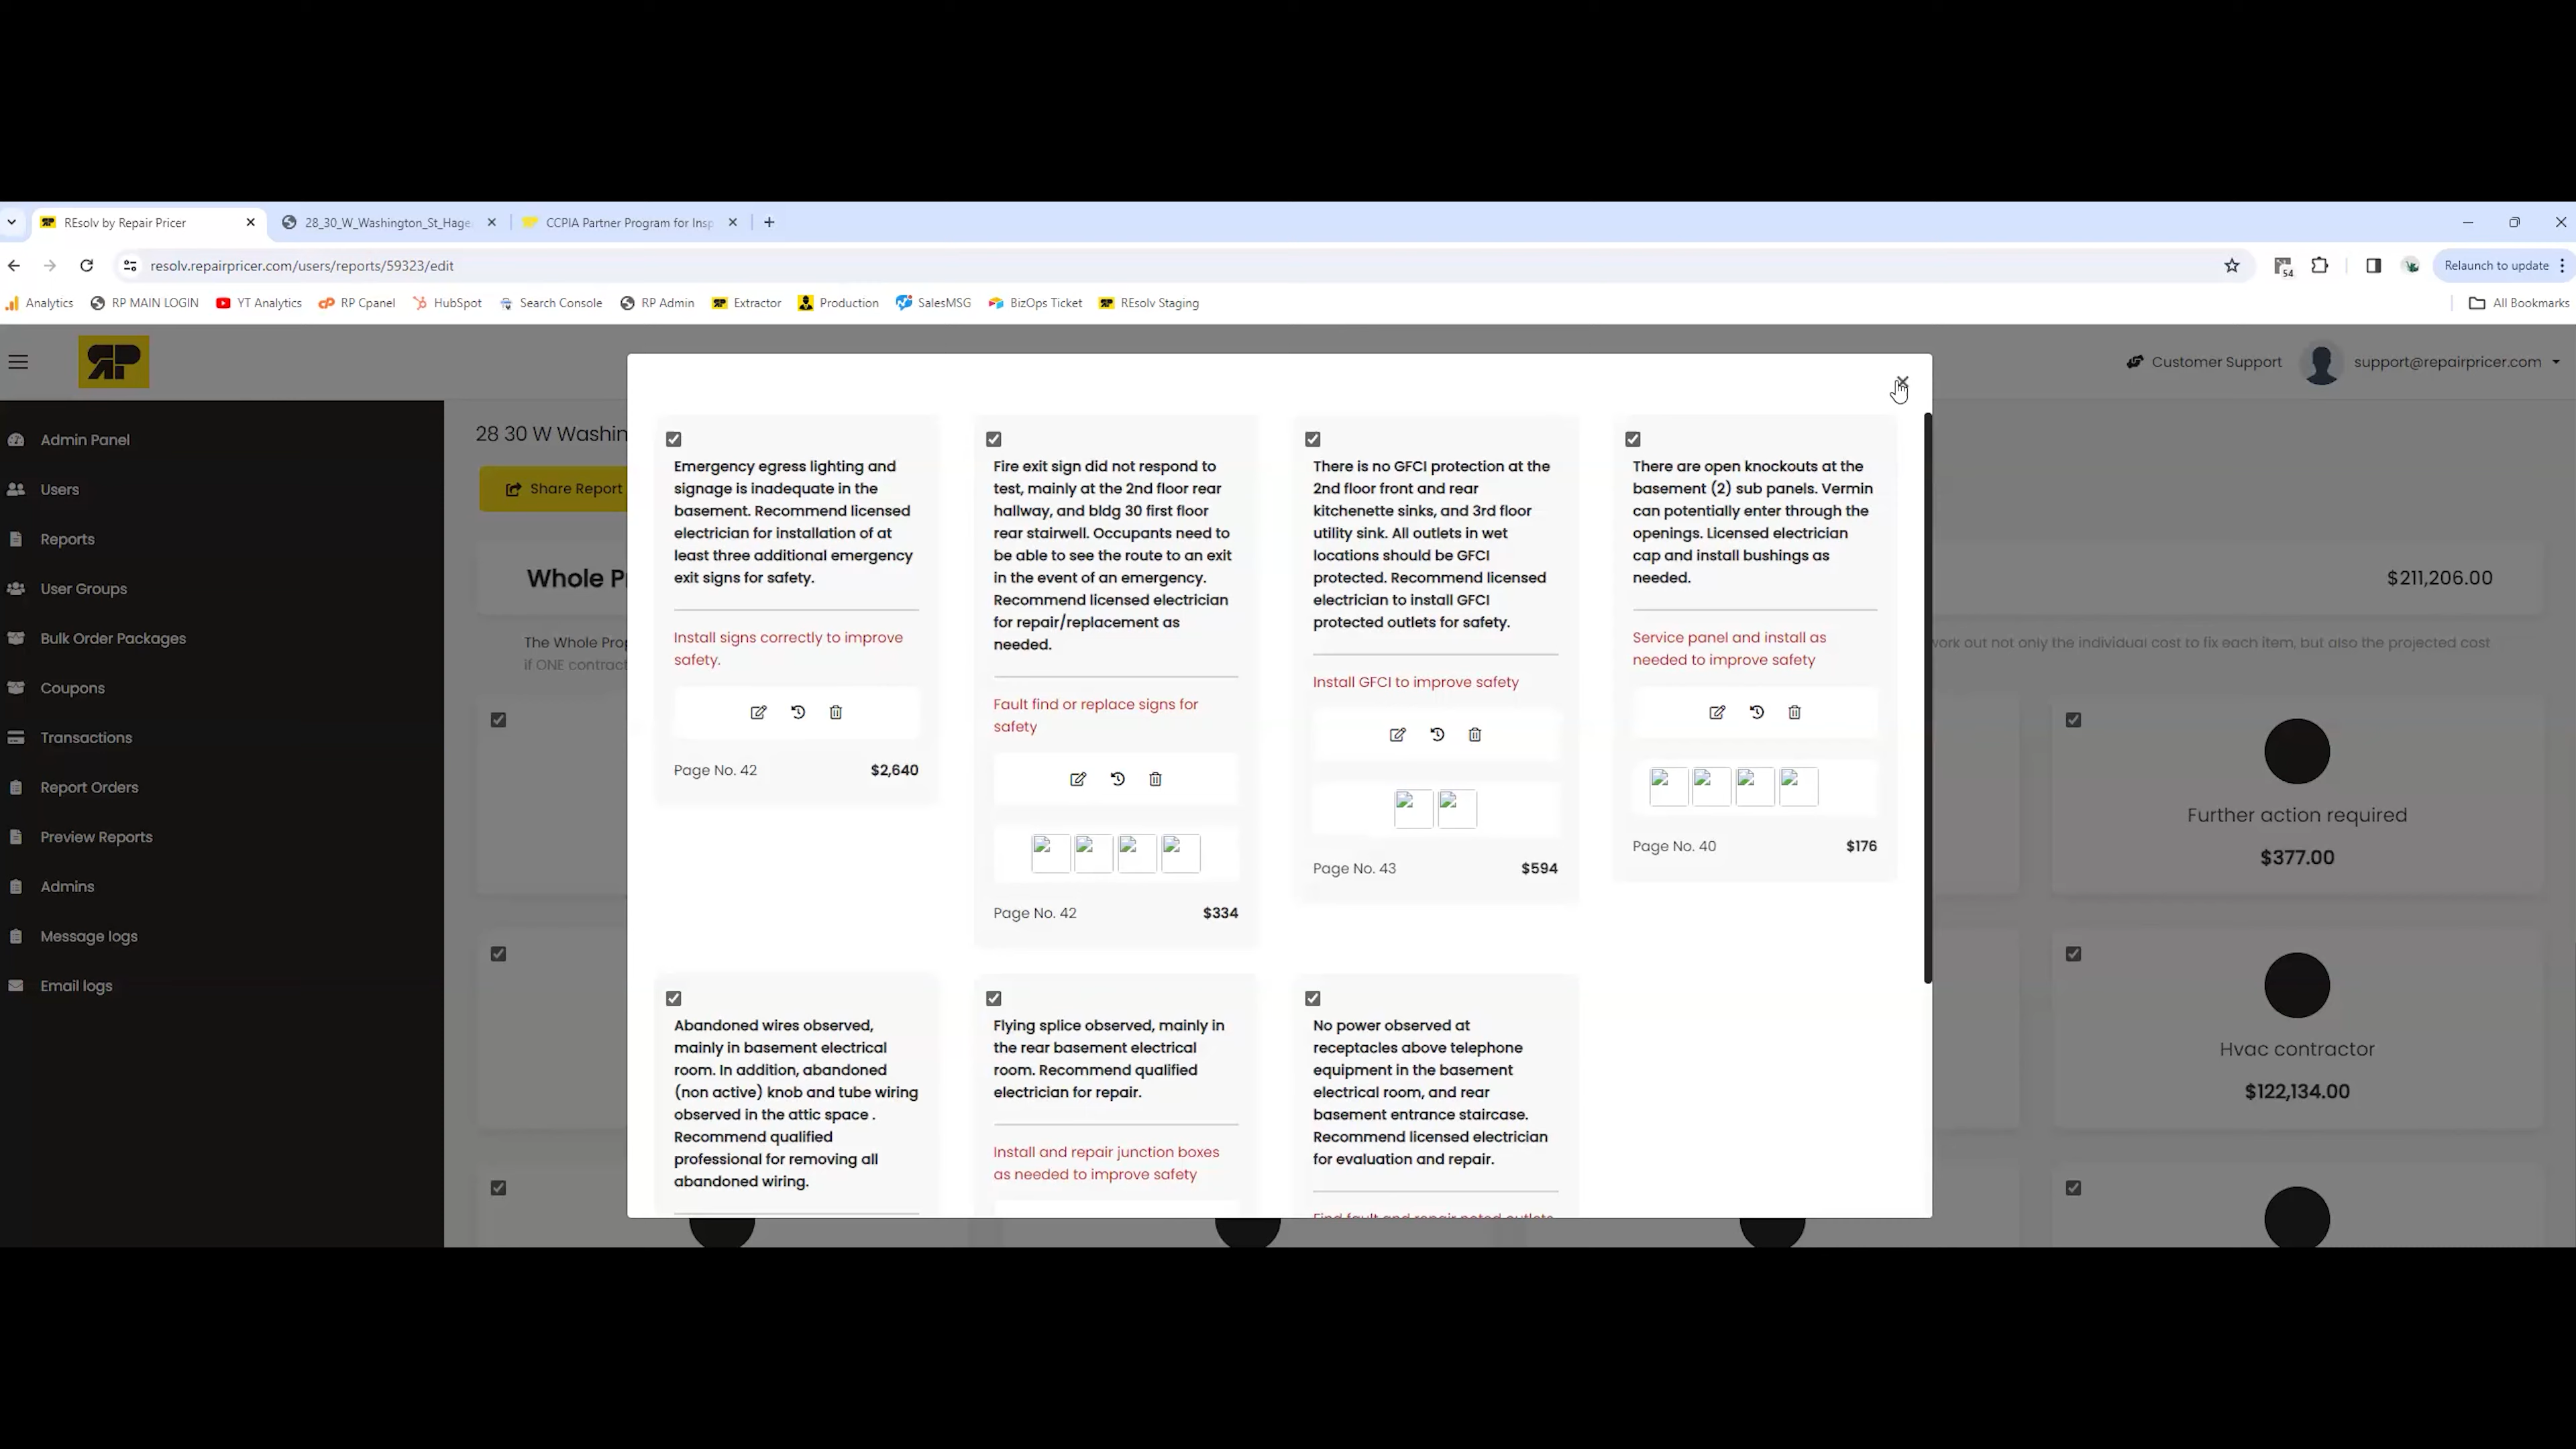 REsolv by Repair Pricer
28_30_W_Washington_St_Hage
CCPIA Partner Program for Insp
resolv.repairpricer.com/users/reports/59323/edit
54
Relaunch to update
Analytics
RP MAIN LOGIN
YT Analytics
RP Cpanel
HubSpot
Search Console
RP Admin
Extractor
Production
SalesMSG
BizOps Ticket
REsolv Staging
All Bookmarks
RP
Customer Support
support@repairpricer.com
Admin Panel
Users
Reports
User Groups
Bulk Order Packages
Coupons
Transactions
Report Orders
Preview Reports
Admins
Message logs
Email logs
28 30 W Washin
Share Report
Whole Pr
$211,206.00
The Whole Prop
work out not only the individual cost to fix each item, but also the projected cost
if ONE contract
Emergency egress lighting and
signage is inadequate in the
basement. Recommend licensed
electrician for installation of at
least three additional emergency
exit signs for safety.
Install signs correctly to improve
safety.
Page No. 42
$2,640
Fire exit sign did not respond to
test, mainly at the 2nd floor rear
hallway, and bldg 30 first floor
rear stairwell. Occupants need to
be able to see the route to an exit
in the event of an emergency.
Recommend licensed electrician
for repair/replacement as
needed.
Fault find or replace signs for
safety
Page No. 42
$334
There is no GFCI protection at the
2nd floor front and rear
kitchenette sinks, and 3rd floor
utility sink. All outlets in wet
locations should be GFCI
protected. Recommend licensed
electrician to install GFCI
protected outlets for safety.
Install GFCI to improve safety
Page No. 43
$594
There are open knockouts at the
basement (2) sub panels. Vermin
can potentially enter through the
openings. Licensed electrician
cap and install bushings as
needed.
Service panel and install as
needed to improve safety
Page No. 40
$176
Abandoned wires observed,
mainly in basement electrical
room. In addition, abandoned
(non active) knob and tube wiring
observed in the attic space .
Recommend qualified
professional for removing all
abandoned wiring.
Flying splice observed, mainly in
the rear basement electrical
room. Recommend qualified
electrician for repair.
Install and repair junction boxes
as needed to improve safety
No power observed at
receptacles above telephone
equipment in the basement
electrical room, and rear
basement entrance staircase.
Recommend licensed electrician
for evaluation and repair.
Find fault and repair noted outlets
Further action required
$377.00
Hvac contractor
$122,134.00